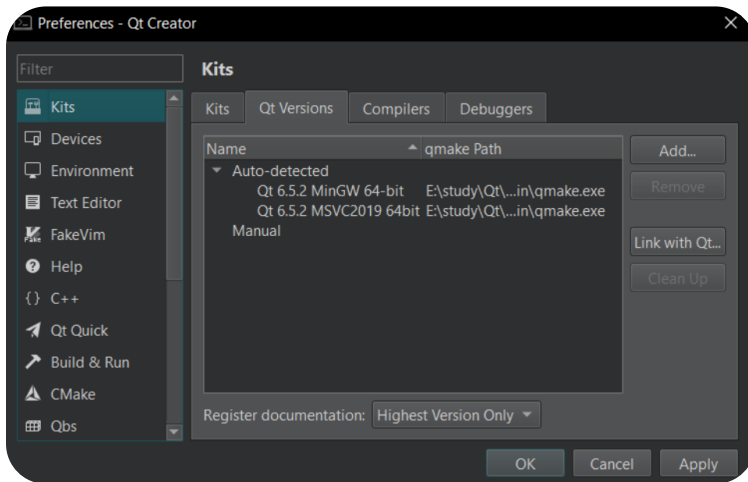 Preferences - Qt Creator
Filter
Kits
Kits
Devices
Environment
Text Editor
FakeVim
Help
C++
Qt Quick
Build & Run
CMake
Qbs
Kits Qt Versions Compilers Debuggers
Name qmake Path
Auto-detected
Qt 6.5.2 MinGW 64-bit E:\study\Qt\...in\qmake.exe
Qt 6.5.2 MSVC2019 64bit E:\study\Qt\...in\qmake.exe
Manual
Add...
Remove
Link with Qt...
Clean Up
Register documentation: Highest Version Only
OK Cancel Apply